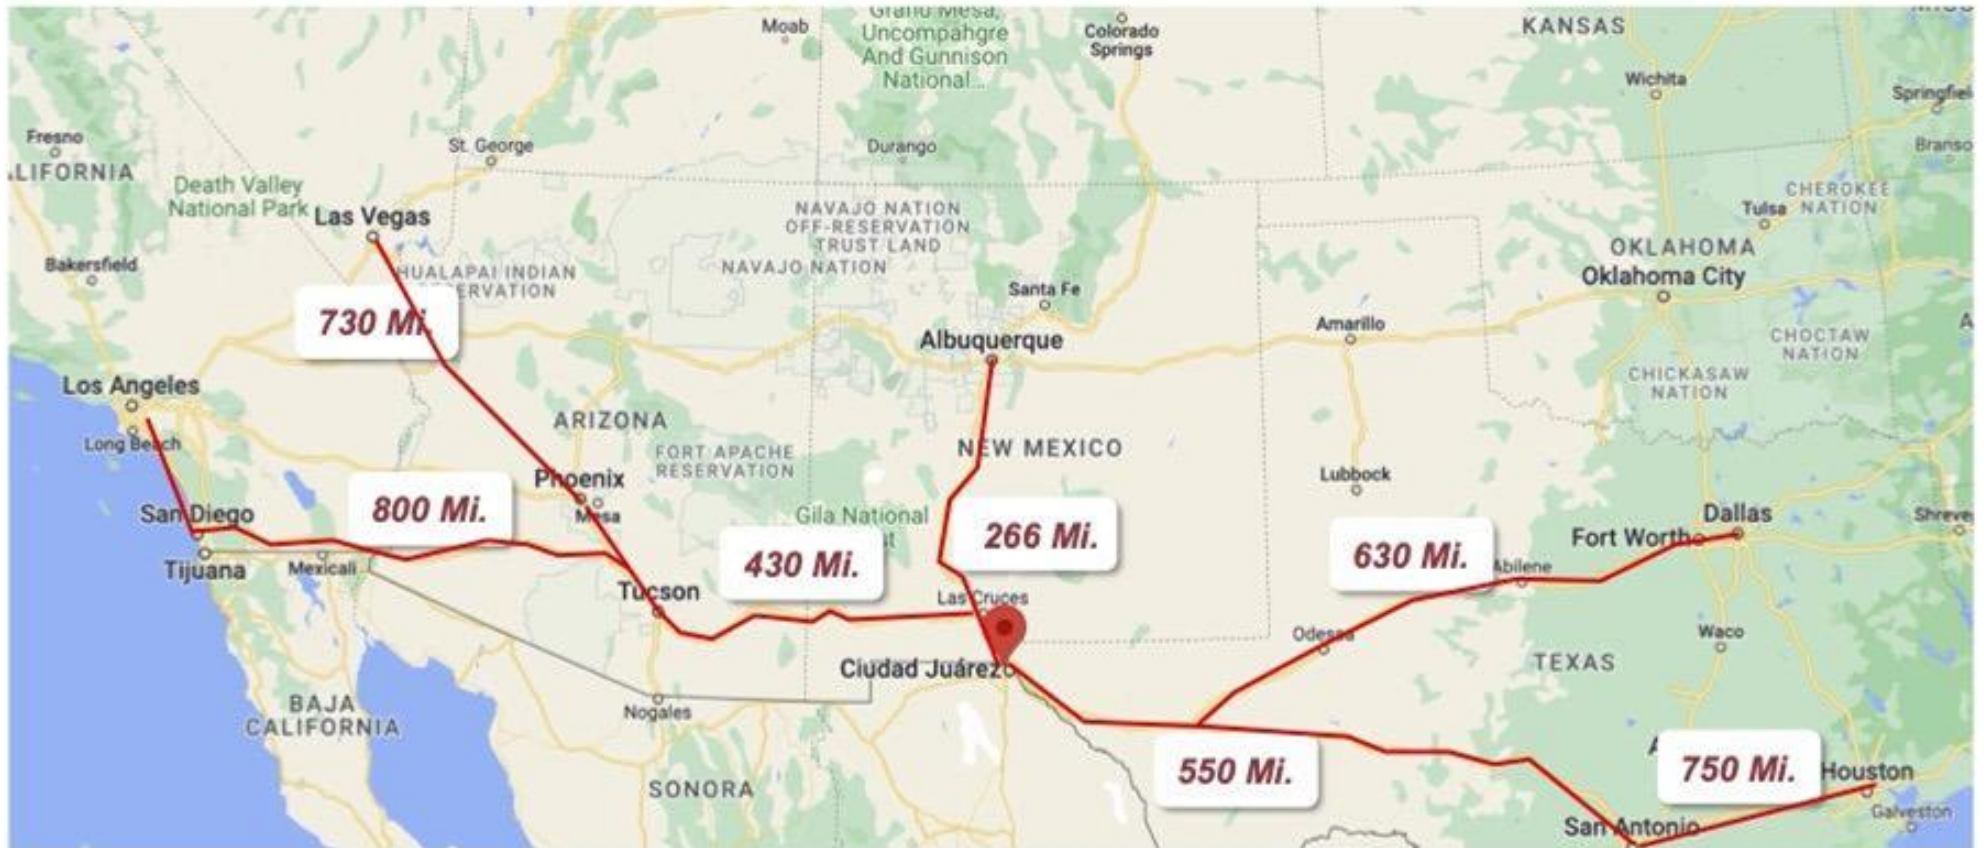 Moab
Grand Mesa,
Uncompahgre
And Gunnison
National...
Colorado
Springs
KANSAS
Wichita
Fresno
St. George
Durango
Death Valley
National Park
Las Vegas
NAVAJO NATION
OFF-RESERVATION
TRUST LAND
NAVAJO NATION
CHEROKEE
NATION
Tulsa
OKLAHOMA
Oklahoma City
Bakersfield
HUALAPAI INDIAN
Santa Fe
730 Mi.
Albuquerque
Amarillo
CHOCTAW
NATION
CHICKASAW
NATION
Los Angeles
Long Beach
ARIZONA
FORT APACHE
RESERVATION
NEW MEXICO
Phoenix
Mesa
Lubbock
San Diego
800 Mi.
Gila National
266 Mi.
Dallas
Fort Worth
630 Mi.
Abilene
Tijuana
Mexicali
Tucson
430 Mi.
Las Cruces
Odessa
Waco
Ciudad Juárez
TEXAS
BAJA
CALIFORNIA
Nogales
SONORA
550 Mi.
750 Mi.
Houston
Galveston
San Antonio